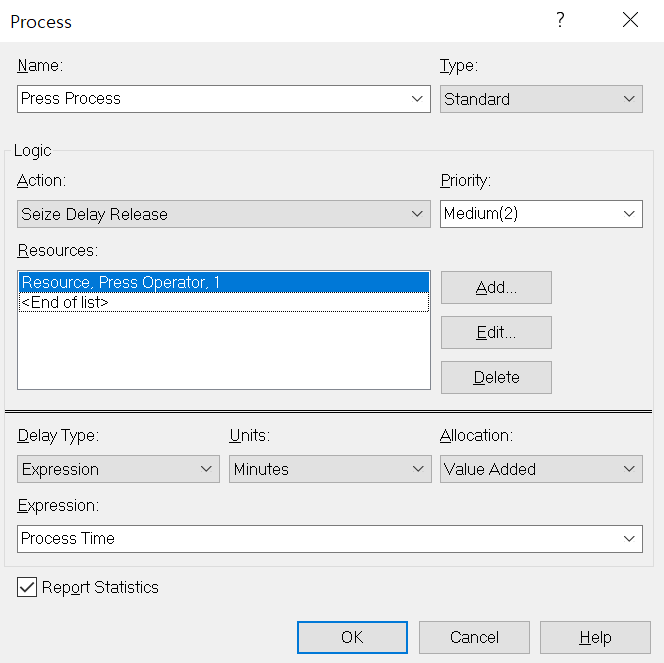 Process ?
Name: Type:
Press Process Standard
Logic
Action: Priority:
Seize Delay Release Medium(2)
Resources:
Resource, Press Operator, 1
<End of list>
Add...
Edit...
Delete
Delay Type: Units: Allocation:
Expression Minutes Value Added
Expression:
Process Time
Report Statistics
OK Cancel Help